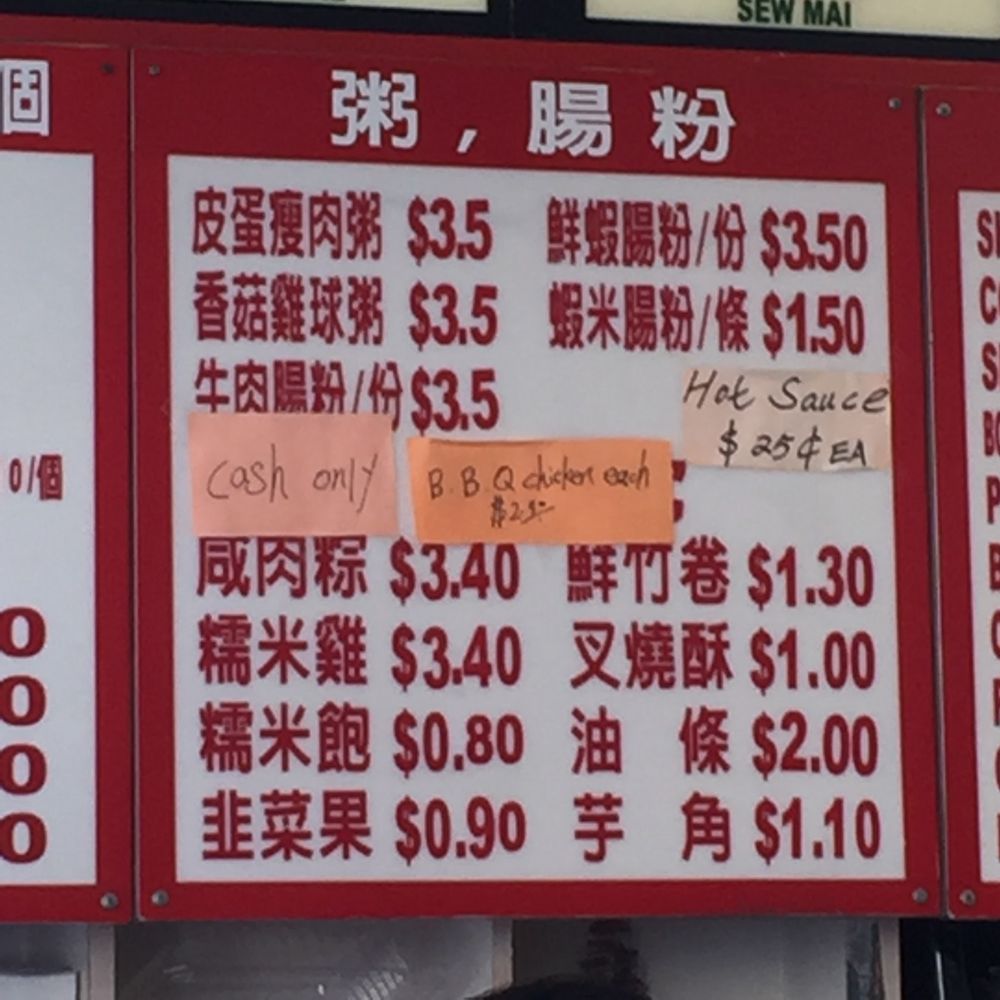 SEW MAI
個
粥，腸粉
皮蛋瘦肉粥 $3.5
鮮蝦腸粉/份 $3.50
香菇雞球粥 $3.5
蝦米腸粉/條 $1.50
牛肉腸粉/份 $3.5
Hot Sauce
$ 25¢ EA
cash only
B.B.Q chicken each
0/個
咸肉粽 $3.40
鮮竹卷 $1.30
糯米雞 $3.40
叉燒酥 $1.00
糯米飽 $0.80
油條 $2.00
韭菜果 $0.90
芋角 $1.10